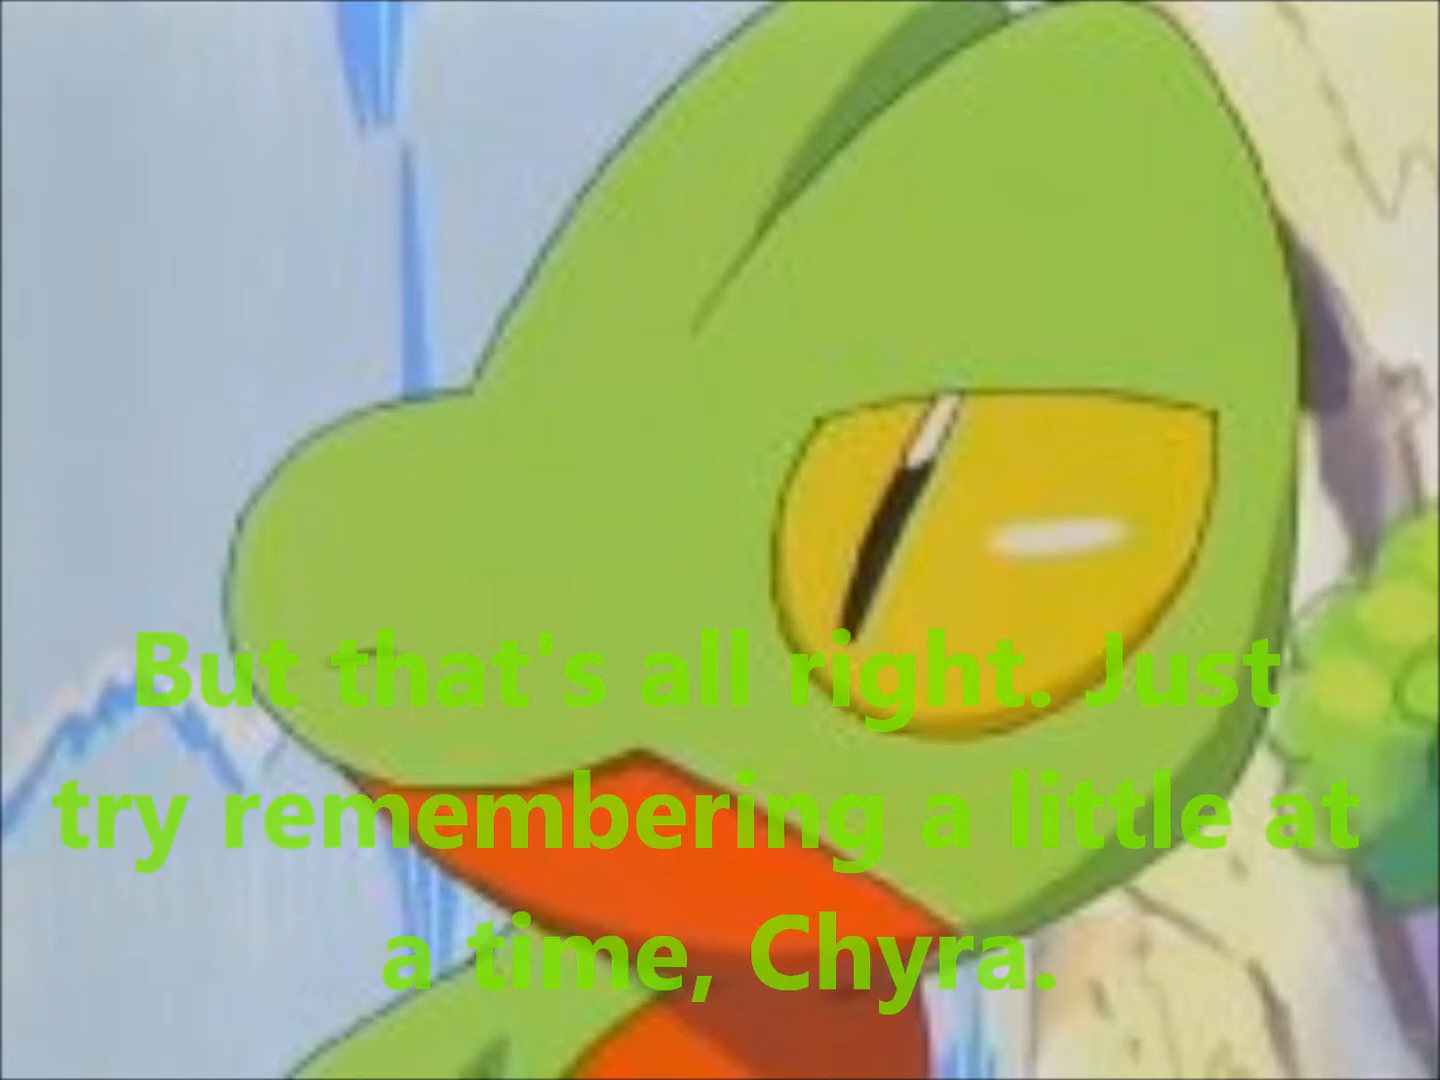 But that's all right. Just
try remembering a little at
a time, Chyra.